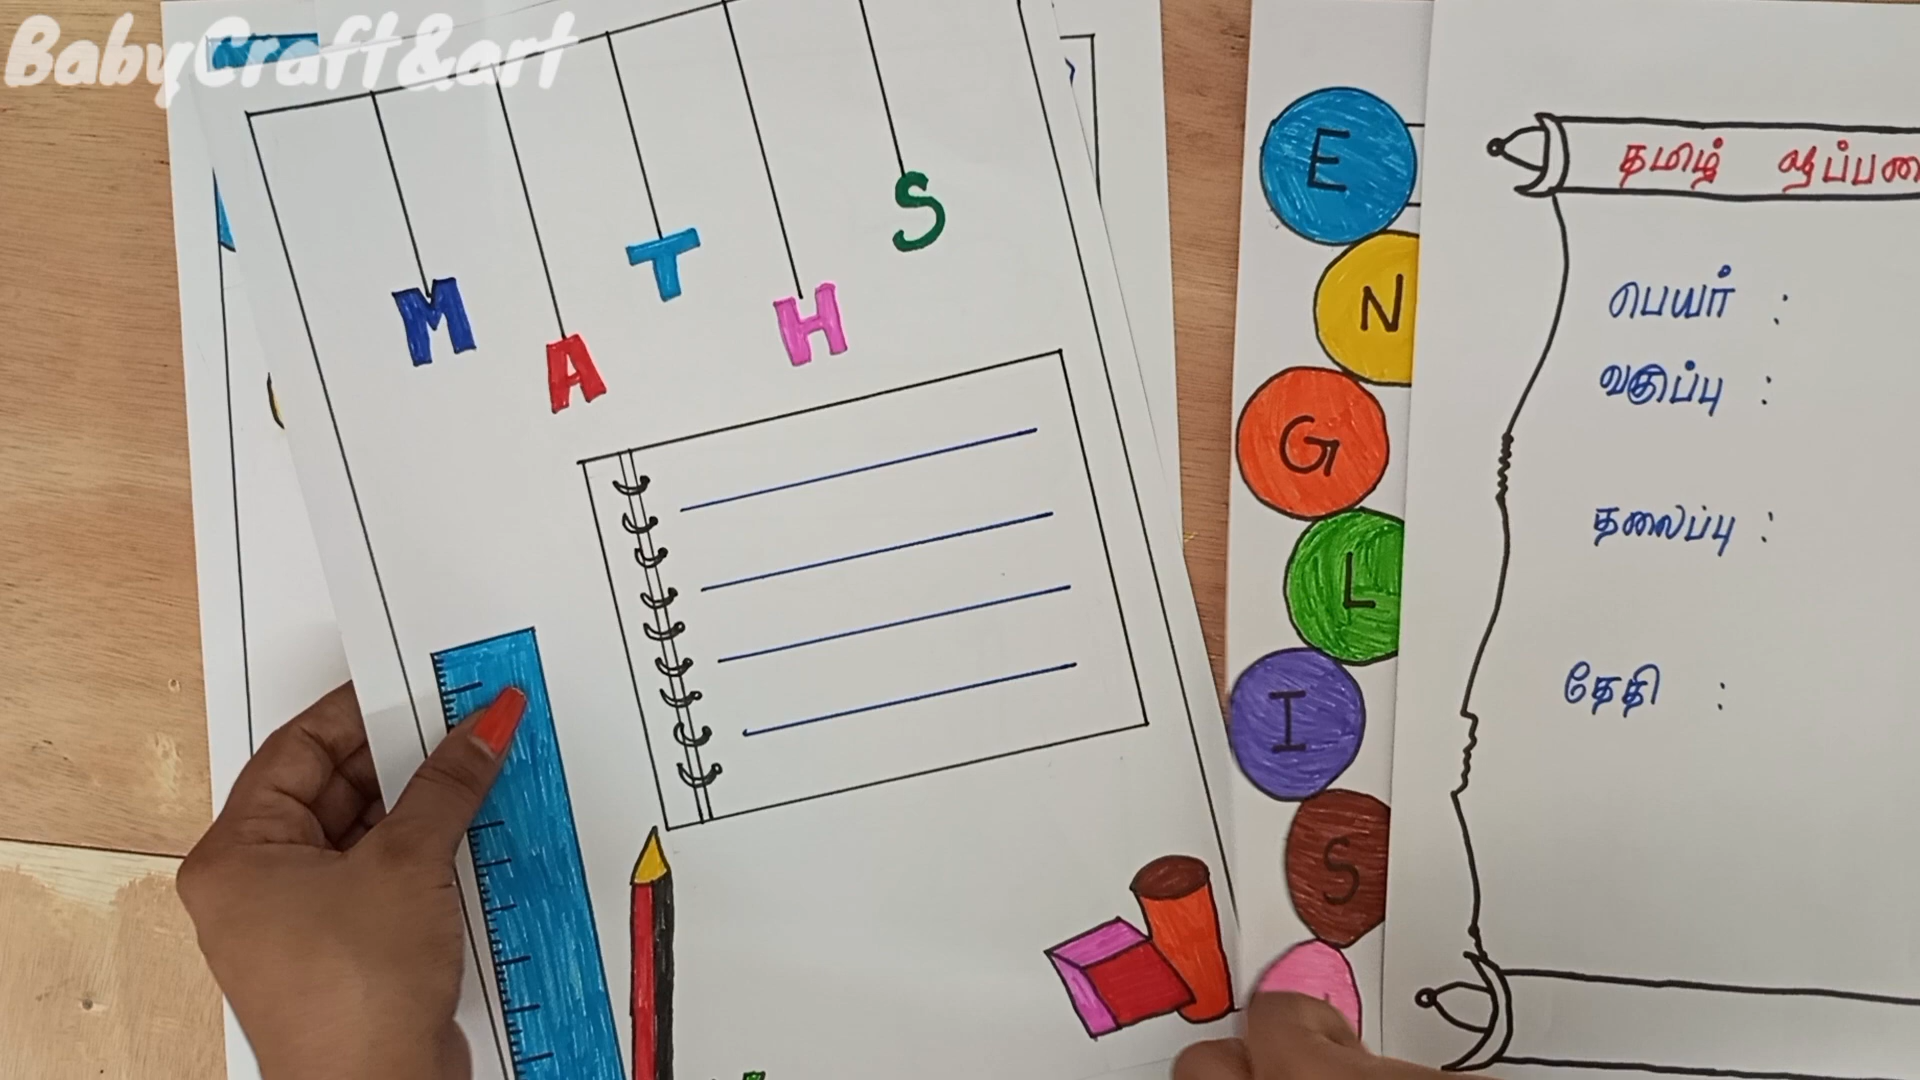 BabyCraft&art
MATHS
E
N
G
L
I
S
தமிழ்
பெயர் :
வகுப்பு :
தலைப்பு :
தேதி :